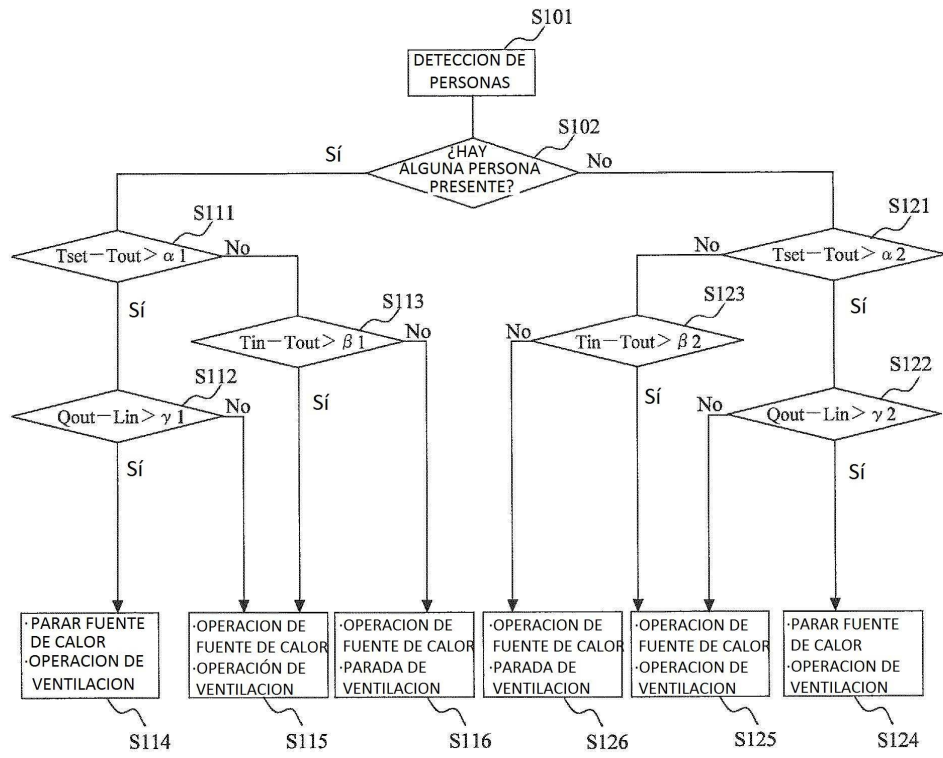 S101
DETECCION DE
PERSONAS
S102
¿HAY
ALGUNA PERSONA
PRESENTE?
Sí
No
S111
Tset-Tout> α1
No
Sí
S121
Tset-Tout> α2
No
Sí
S113
Tin-Tout> β1
No
Sí
S123
Tin-Tout> β2
No
Sí
S112
Qout-Lin> γ1
No
Sí
S122
Qout-Lin> γ2
No
Sí
·PARAR FUENTE
DE CALOR
·OPERACION DE
VENTILACION
·OPERACION DE
FUENTE DE CALOR
·OPERACIÓN DE
VENTILACION
·OPERACION DE
FUENTE DE CALOR
·PARADA DE
VENTILACION
·OPERACION DE
FUENTE DE CALOR
·PARADA DE
VENTILACION
·OPERACION DE
FUENTE DE CALOR
·OPERACION DE
VENTILACION
·PARAR FUENTE
DE CALOR
·OPERACION DE
VENTILACION
S114
S115
S116
S126
S125
S124